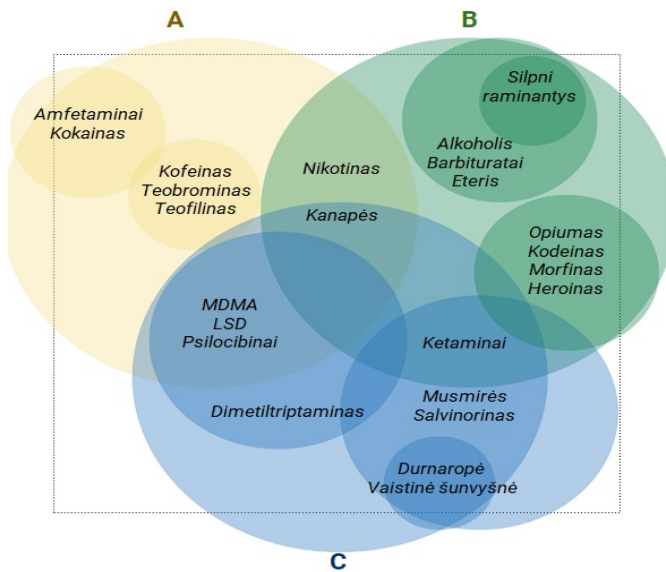 A
B
Silpni
raminantys
Amfetaminai
Kokainas
Alkoholis
Barbituratai
Eteris
Kofeinas
Teobrominas
Teofilinas
Nikotinas
Kanapės
Opiumas
Kodeinas
Morfinas
Heroinas
MDMA
LSD
Psilocibinai
Ketaminai
Dimetiltriptaminas
Musmirės
Salvinorinas
Durnaropė
Vaistinė šunvyšnė
C